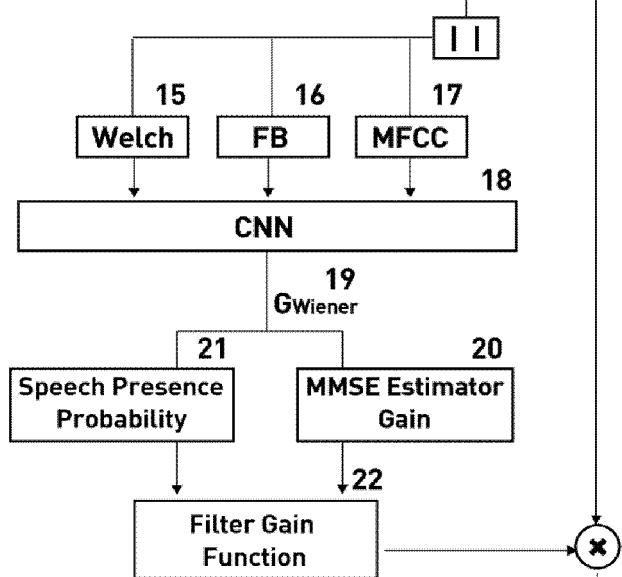 | |
15 16 17
Welch FB MFCC
18
CNN
19
GWiener
21 20
Speech Presence
Probability
MMSE Estimator
Gain
22
Filter Gain
Function
×